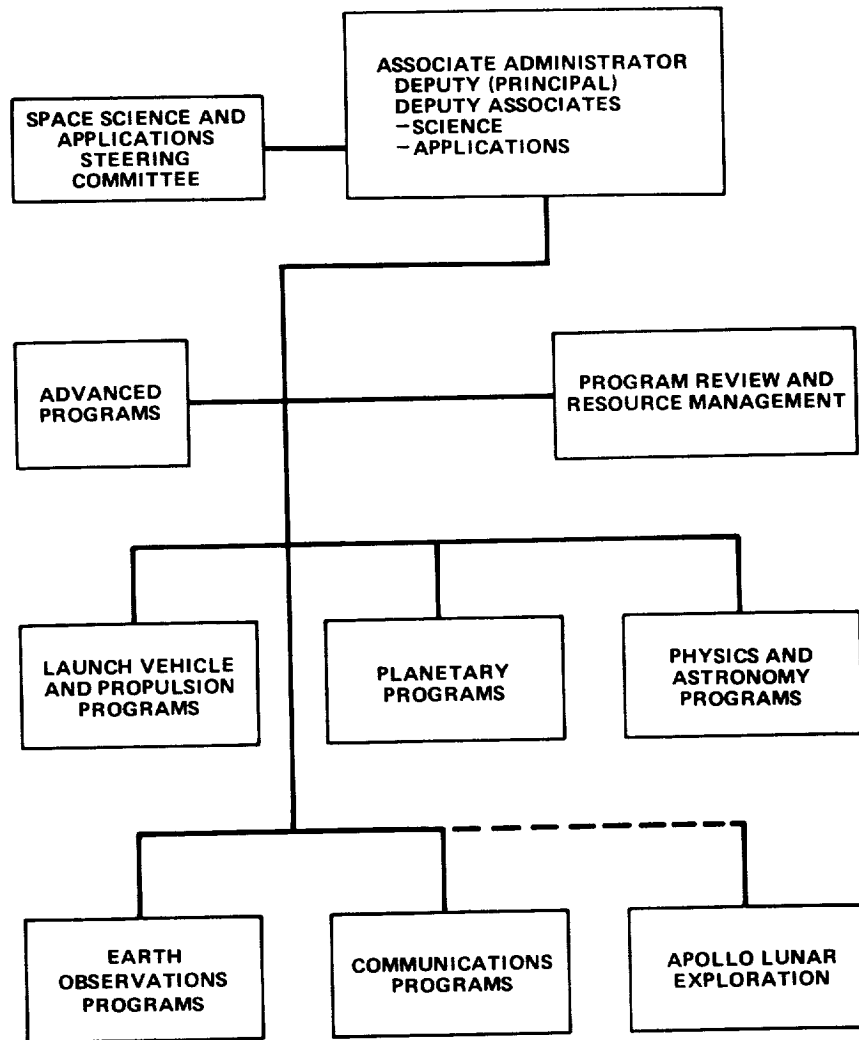 ASSOCIATE ADMINISTRATOR
DEPUTY (PRINCIPAL)
DEPUTY ASSOCIATES
–SCIENCE
–APPLICATIONS
SPACE SCIENCE AND
APPLICATIONS
STEERING
COMMITTEE
ADVANCED
PROGRAMS
PROGRAM REVIEW AND
RESOURCE MANAGEMENT
LAUNCH VEHICLE
AND PROPULSION
PROGRAMS
PLANETARY
PROGRAMS
PHYSICS AND
ASTRONOMY
PROGRAMS
EARTH
OBSERVATIONS
PROGRAMS
COMMUNICATIONS
PROGRAMS
APOLLO LUNAR
EXPLORATION